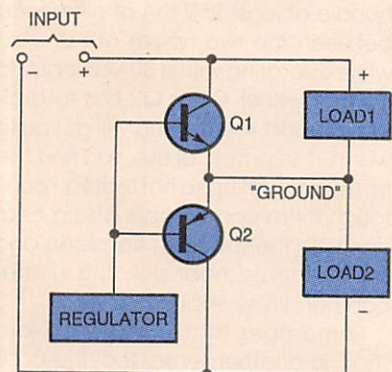 INPUT
- +
+
Q1
LOAD1
"GROUND"
Q2
LOAD2
REGULATOR
-